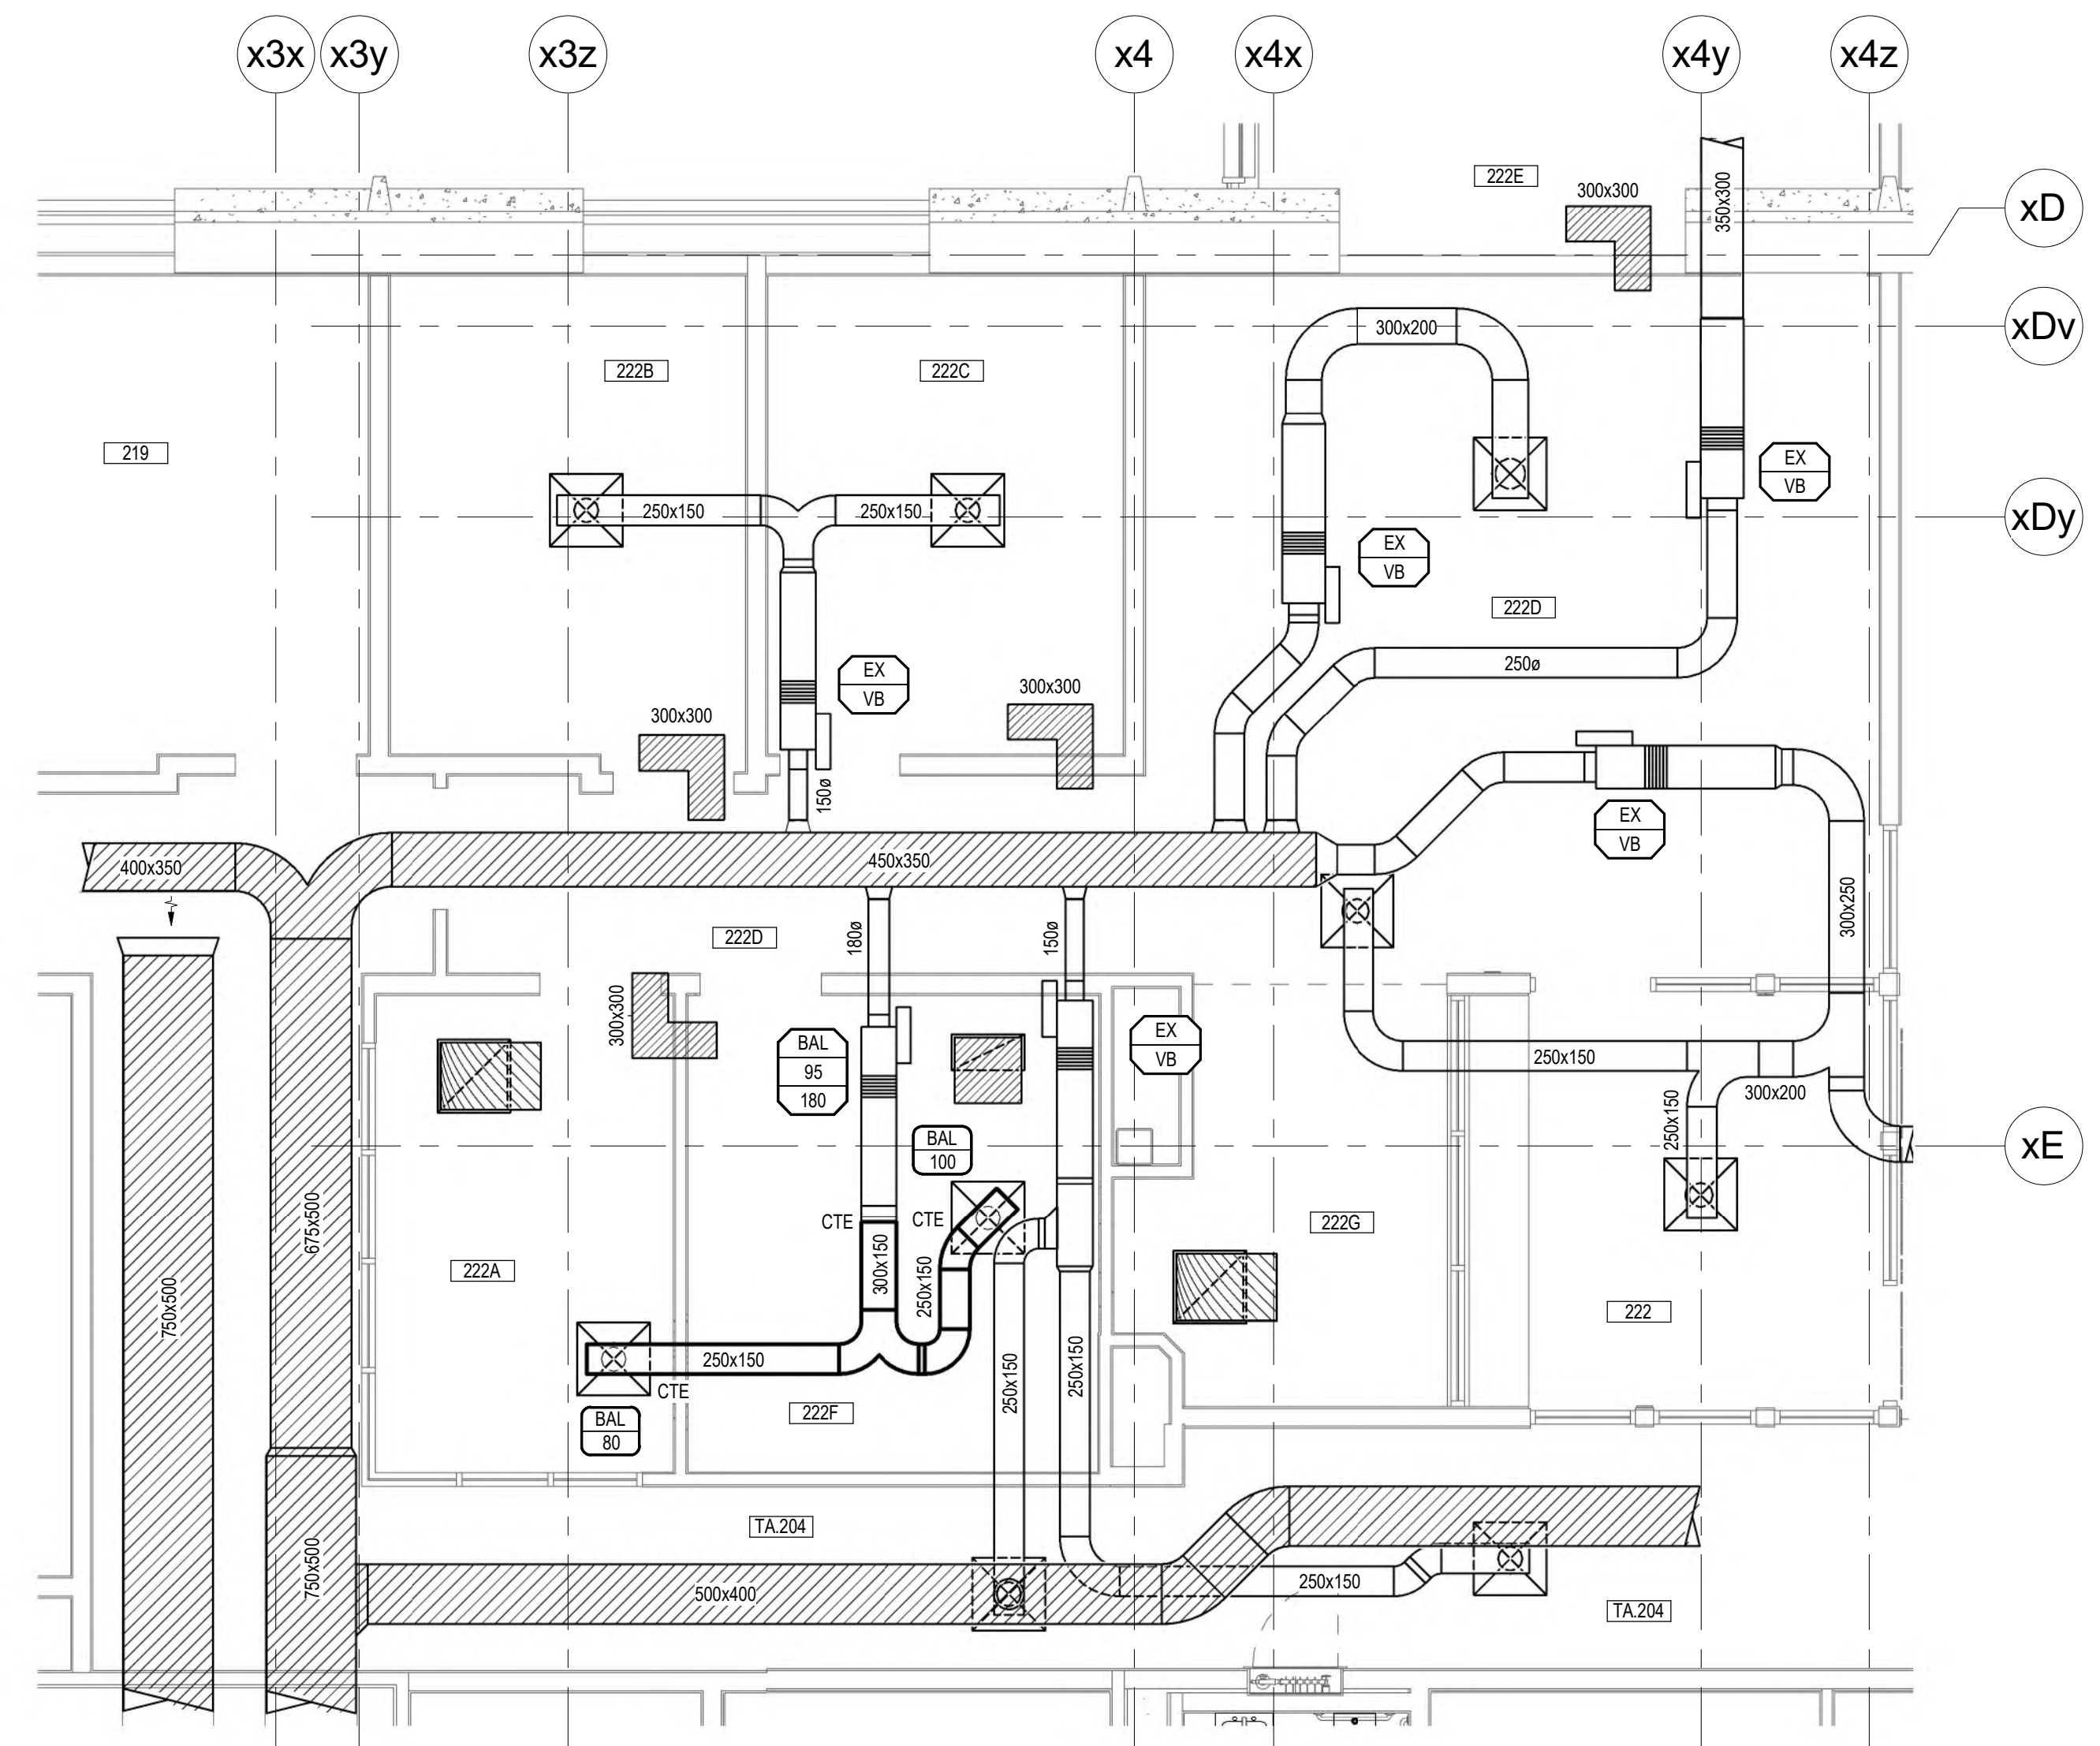 x3x
x3y
x3z
x4
x4x
x4y
x4z
222E
300x300
350x300
xD
xDv
300x200
222B
222C
219
EX
VB
250x150
250x150
xDy
EX
VB
222D
250ø
EX
VB
300x300
300x300
150ø
EX
VB
400x350
450x350
300x250
222D
180ø
150ø
300x300
BAL
95
180
EX
VB
250x150
300x200
250x150
BAL
100
xE
675x500
CTE
CTE
222G
300x150
250x150
222A
750x500
222
250x150
CTE
250x150
250x150
222F
BAL
80
TA.204
750x500
500x400
250x150
TA.204